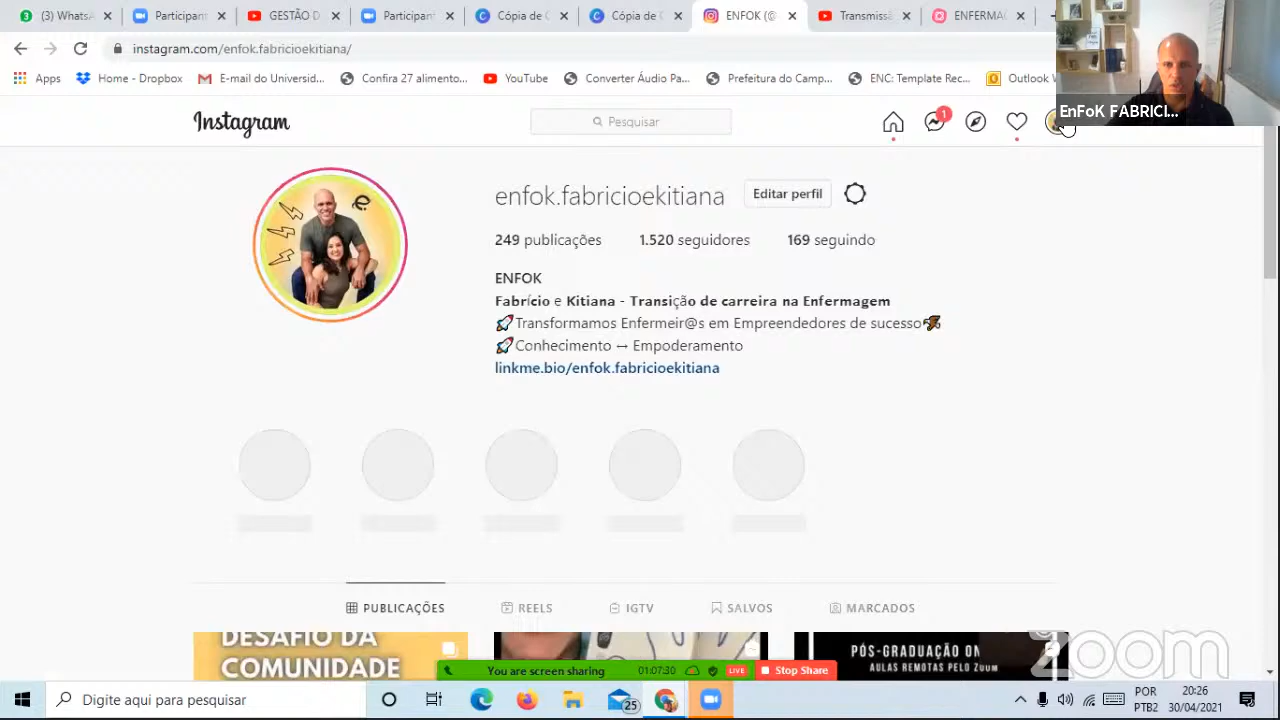 WhatsA
Participant
GESTÃO D
Participant
Cópia de C
Cópia de C
ENFOK (@
Transmissã
ENFERMAG
instagram.com/enfok.fabricioekitiana/
Apps
Home - Dropbox
E-mail do Universid...
Confira 27 alimento...
YouTube
Converter Áudio Pa...
Prefeitura do Camp...
ENC: Template Rec...
Outlook W
EnFoK FABRICI...
Instagram
Pesquisar
1
enfok.fabricioekitiana
Editar perfil
249 publicações
1.520 seguidores
169 seguindo
ENFOK
Fabrício e Kitiana - Transição de carreira na Enfermagem
Transformamos Enfermeir@s em Empreendedores de sucesso
Conhecimento ↔ Empoderamento
linkme.bio/enfok.fabricioekitiana
PUBLICAÇÕES
REELS
IGTV
SALVOS
MARCADOS
DESAFIO DA
COMUNIDADE
PÓS-GRADUAÇÃO
AULAS REMOTAS PELO ZOOM
zoom
You are screen sharing
01:07:30
LIVE
Stop Share
Digite aqui para pesquisar
25
POR
PTB2
20:26
30/04/2021